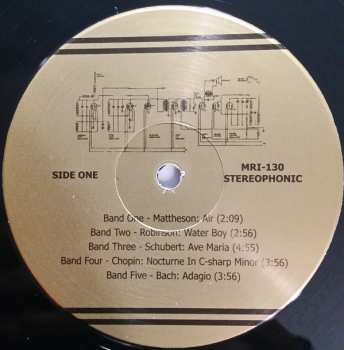 SIDE ONE
MRI-130
STEREOPHONIC
Band One - Mattheson: Air (2:09)
Band Two - Robinson: Water Boy (2:56)
Band Three - Schubert: Ave Maria (4:55)
Band Four - Chopin: Nocturne In C-sharp Minor (3:56)
Band Five - Bach: Adagio (3:56)